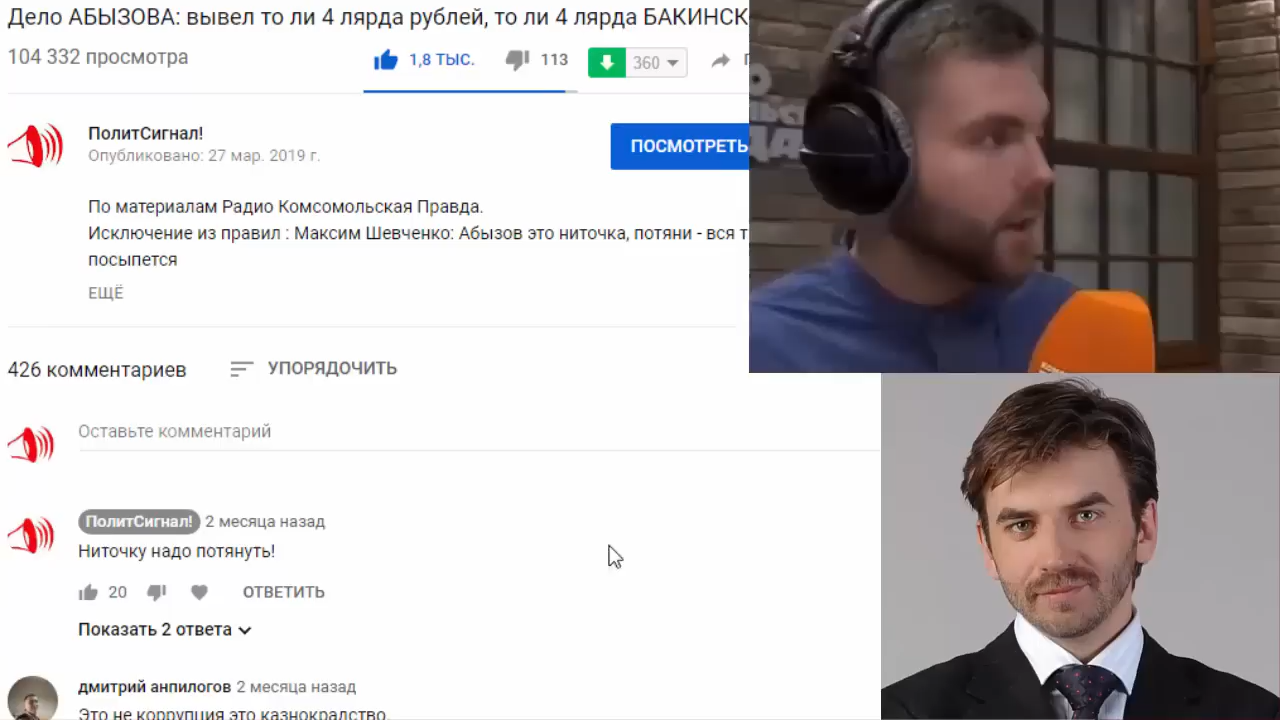 Дело АБЫЗОВА: вывел то ли 4 лярда рублей, то ли 4 лярда БАКИНСК
104 332 просмотра
1,8 ТЫС.
113
360
ПолитСигнал!
Опубликовано: 27 мар. 2019 г.
ПОСМОТРЕТЬ
По материалам Радио Комсомольская Правда.
Исключение из правил : Максим Шевченко: Абызов это ниточка, потяни - вся т
посыпется
ЕЩЁ
426 комментариев
УПОРЯДОЧИТЬ
Оставьте комментарий
ПолитСигнал! 2 месяца назад
Ниточку надо потянуть!
20
ОТВЕТИТЬ
Показать 2 ответа
дмитрий анпилогов 2 месяца назад
Это не коррупция это казнокрадство.